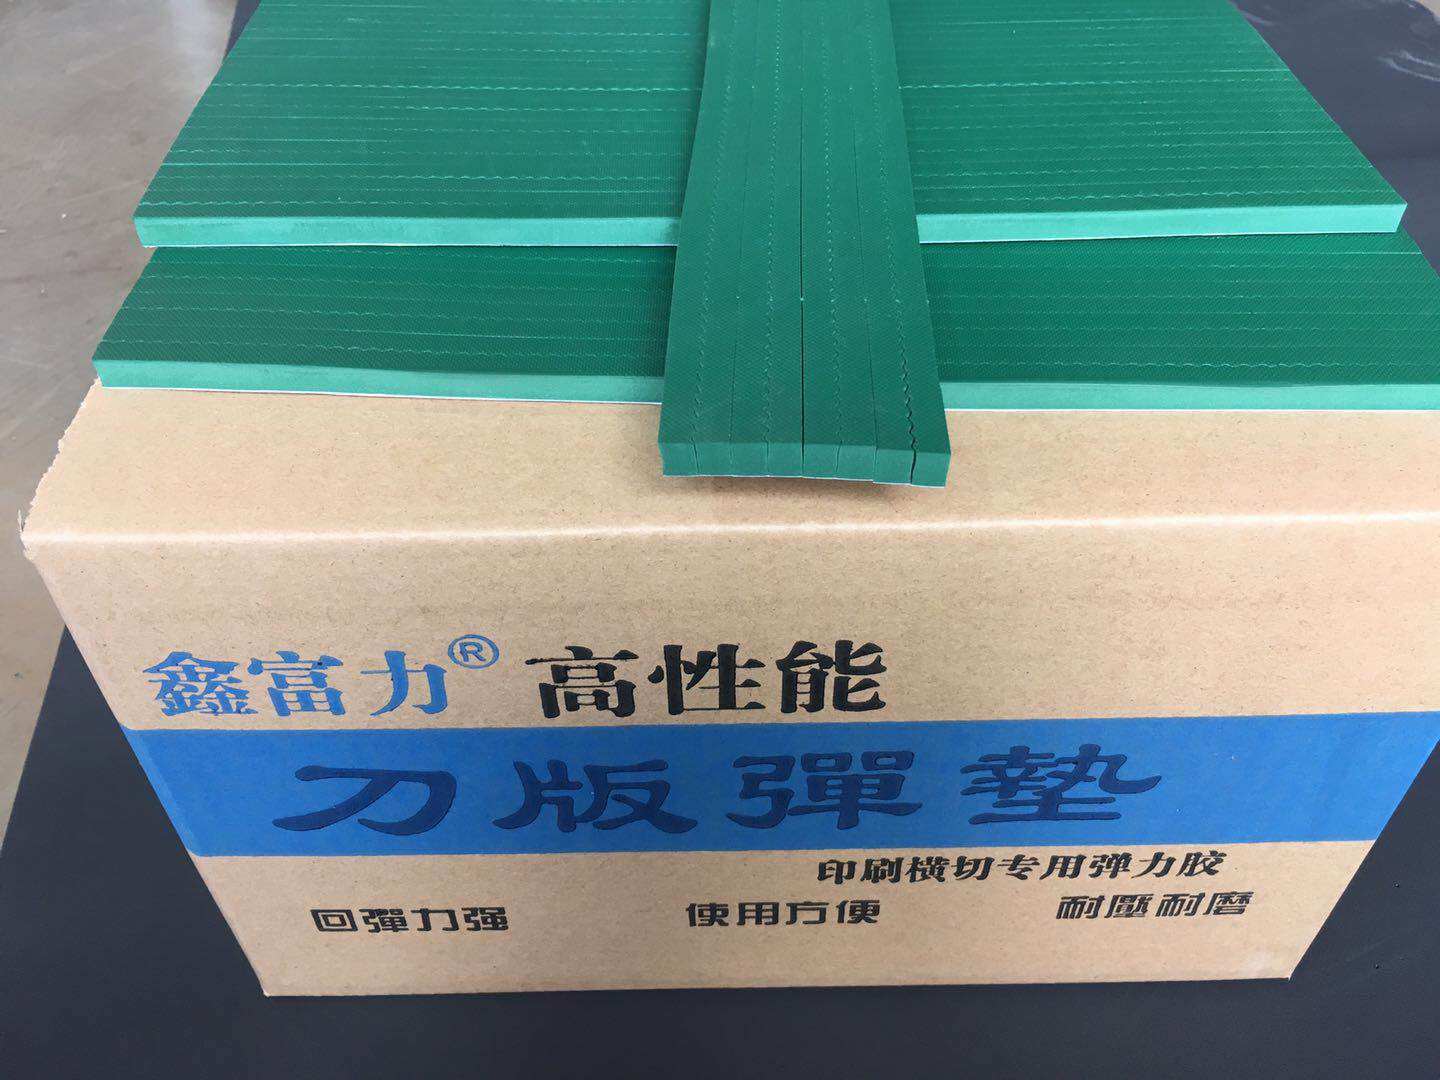 鑫富力® 高性能
刀版彈墊
印刷横切专用弹力胶
回彈力强 使用方便 耐壓耐磨